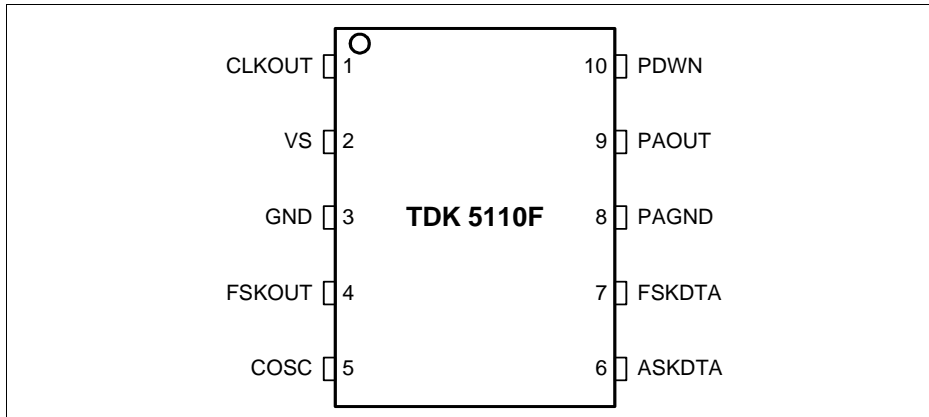 CLKOUT 1 10 PDWN
VS 2 9 PAOUT
GND 3 TDK 5110F 8 PAGND
FSKOUT 4 7 FSKDTA
COSC 5 6 ASKDTA